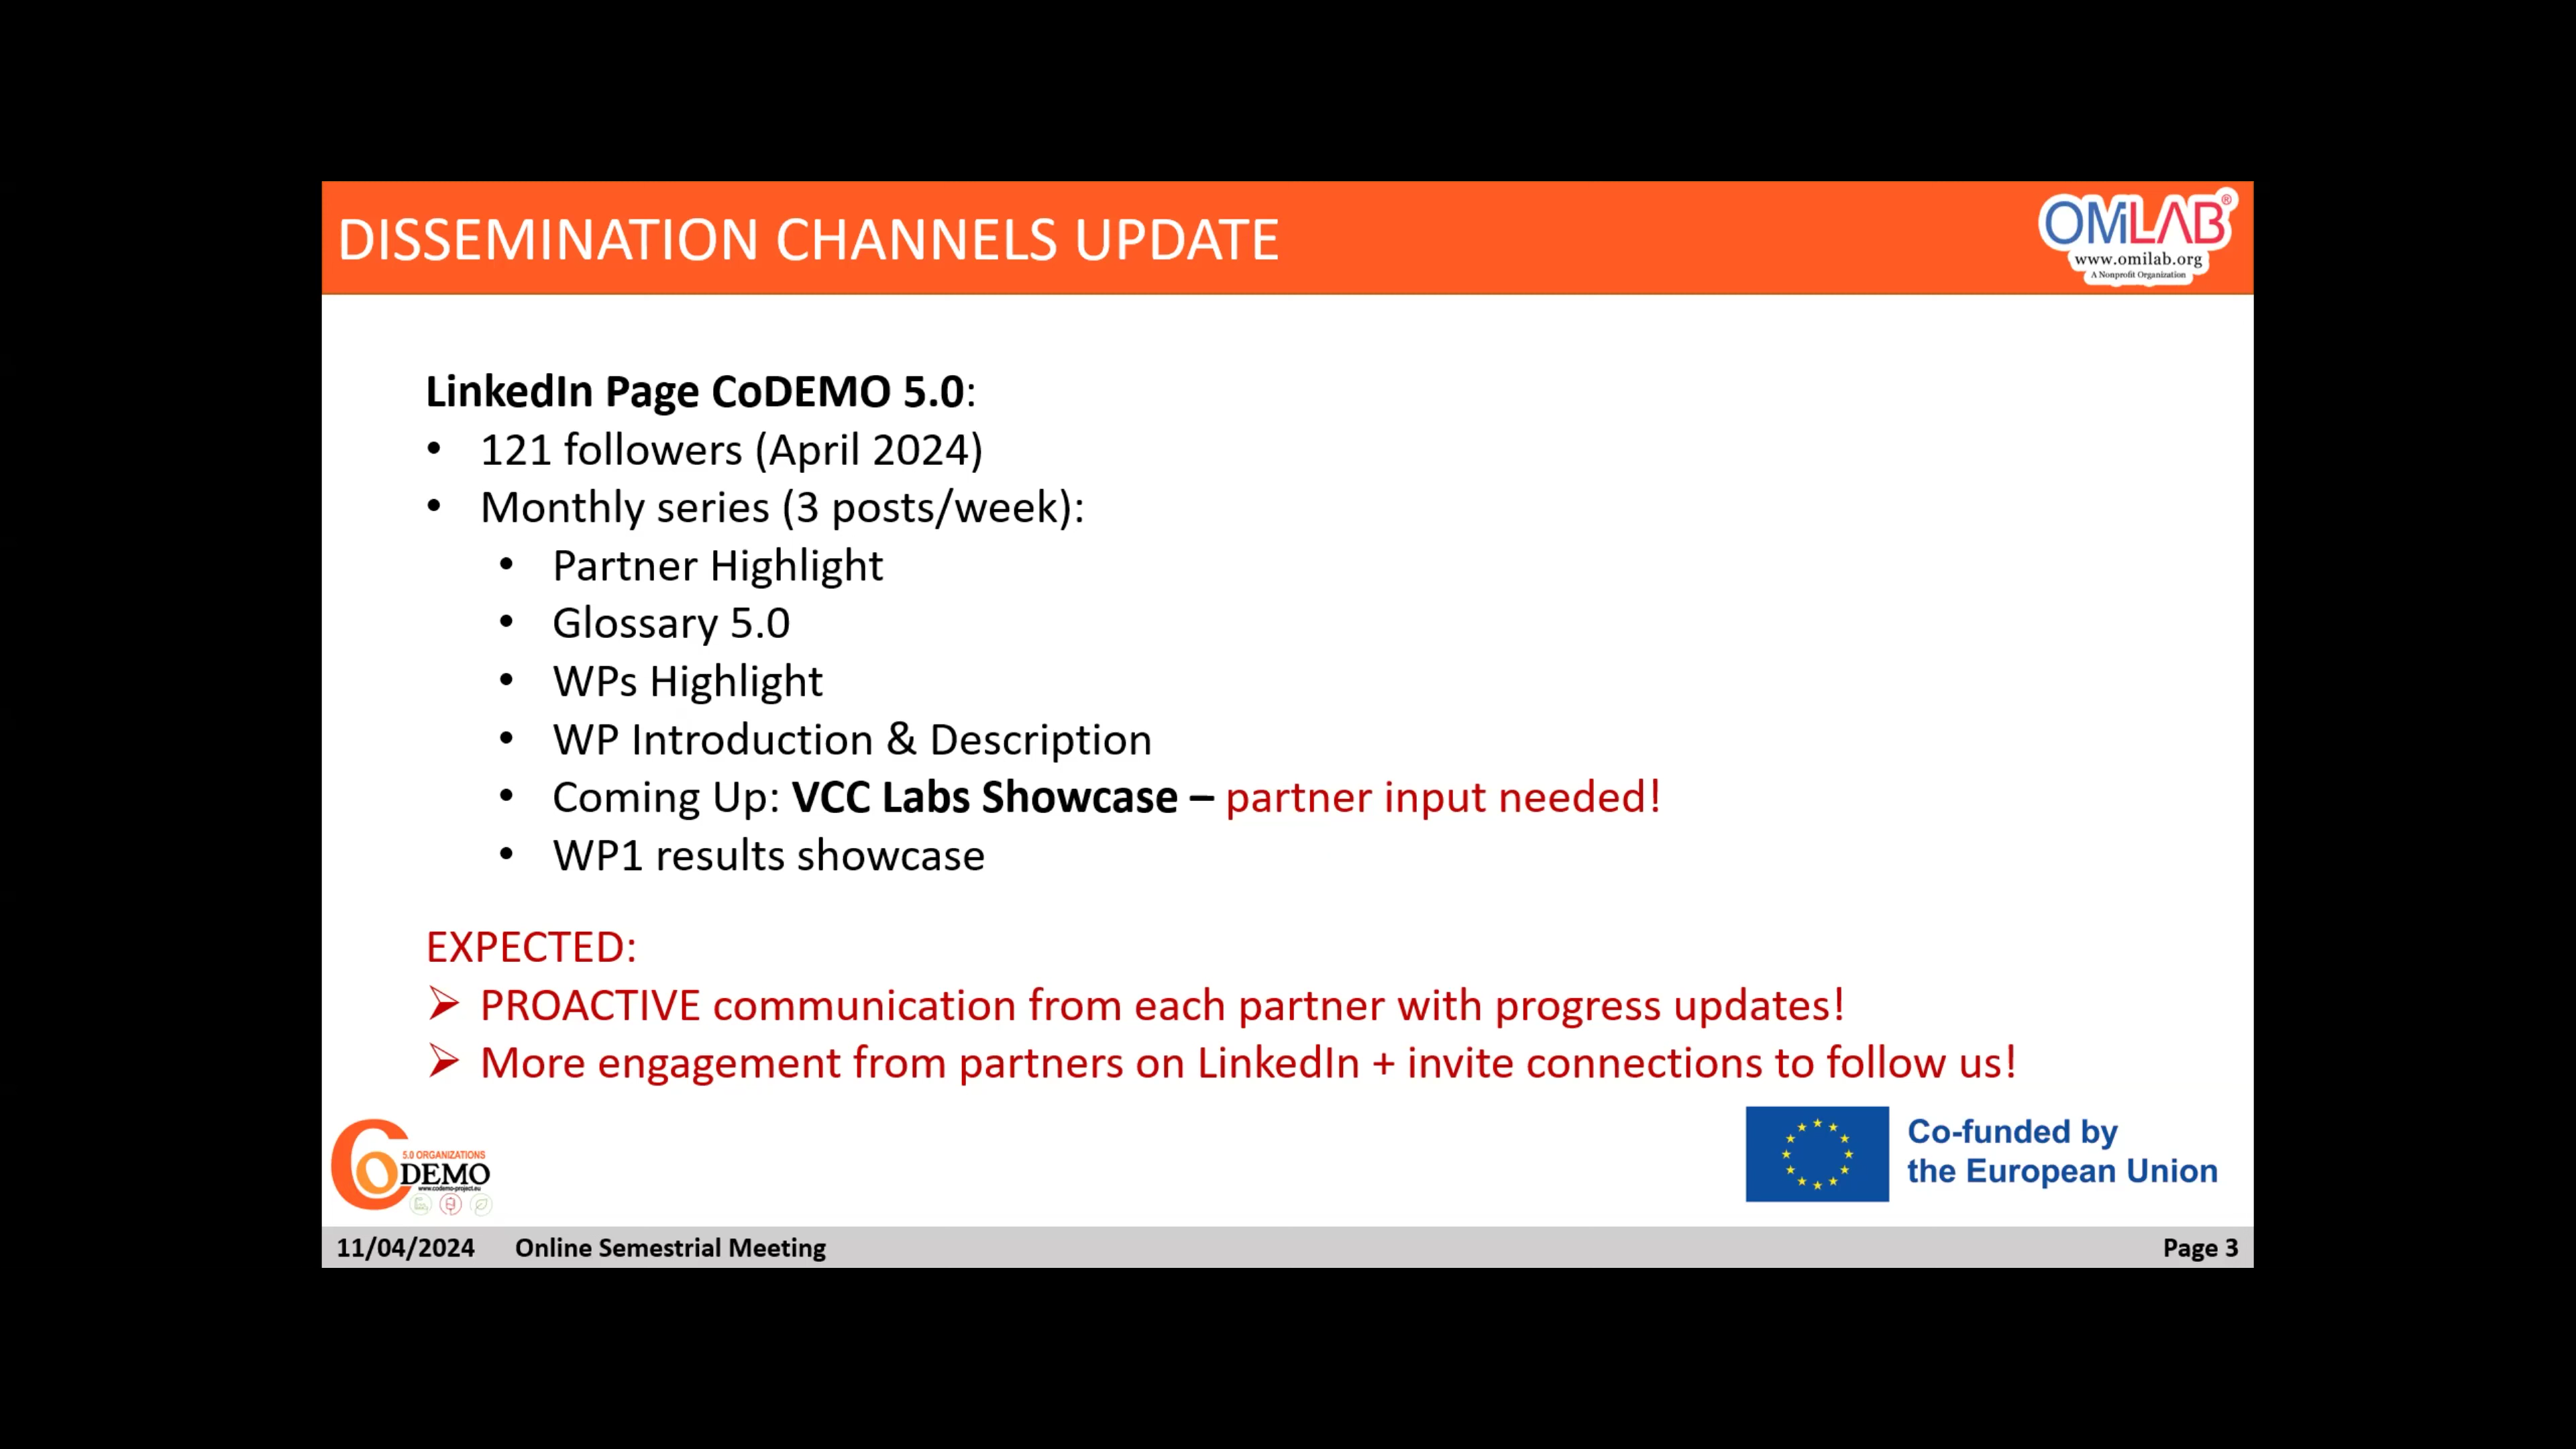 DISSEMINATION CHANNELS UPDATE
OMiLAB®
www.omilab.org
A Nonprofit Organization
LinkedIn Page CoDEMO 5.0:
• 121 followers (April 2024)
• Monthly series (3 posts/week):
• Partner Highlight
• Glossary 5.0
• WPs Highlight
• WP Introduction & Description
• Coming Up: VCC Labs Showcase – partner input needed!
• WP1 results showcase
EXPECTED:
➢ PROACTIVE communication from each partner with progress updates!
➢ More engagement from partners on LinkedIn + invite connections to follow us!
5.0 ORGANIZATIONS
CoDEMO
www.codemo-project.eu
Co-funded by
the European Union
11/04/2024 Online Semestrial Meeting Page 3